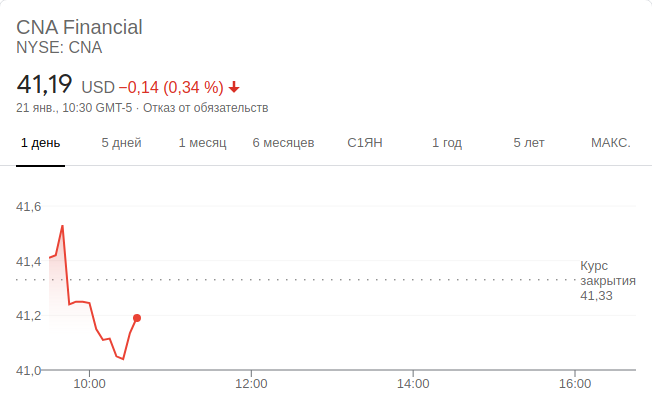 CNA Financial
NYSE: CNA
41,19 USD −0,14 (0,34 %)
21 янв., 10:30 GMT-5 · Отказ от обязательств
1 день 5 дней 1 месяц 6 месяцев С1ЯН 1 год 5 лет МАКС.
41,6
41,4
Курс
закрытия
41,33
41,2
41,0
10:00 12:00 14:00 16:00